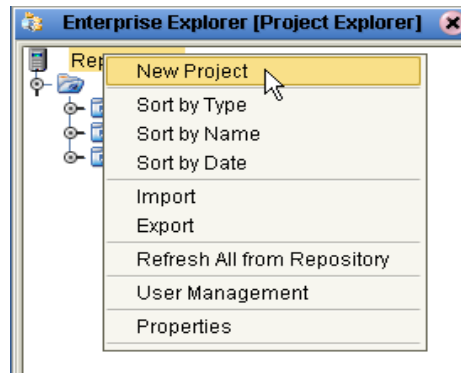 Enterprise Explorer [Project Explorer]
New Project
Sort by Type
Sort by Name
Sort by Date
Import
Export
Refresh All from Repository
User Management
Properties